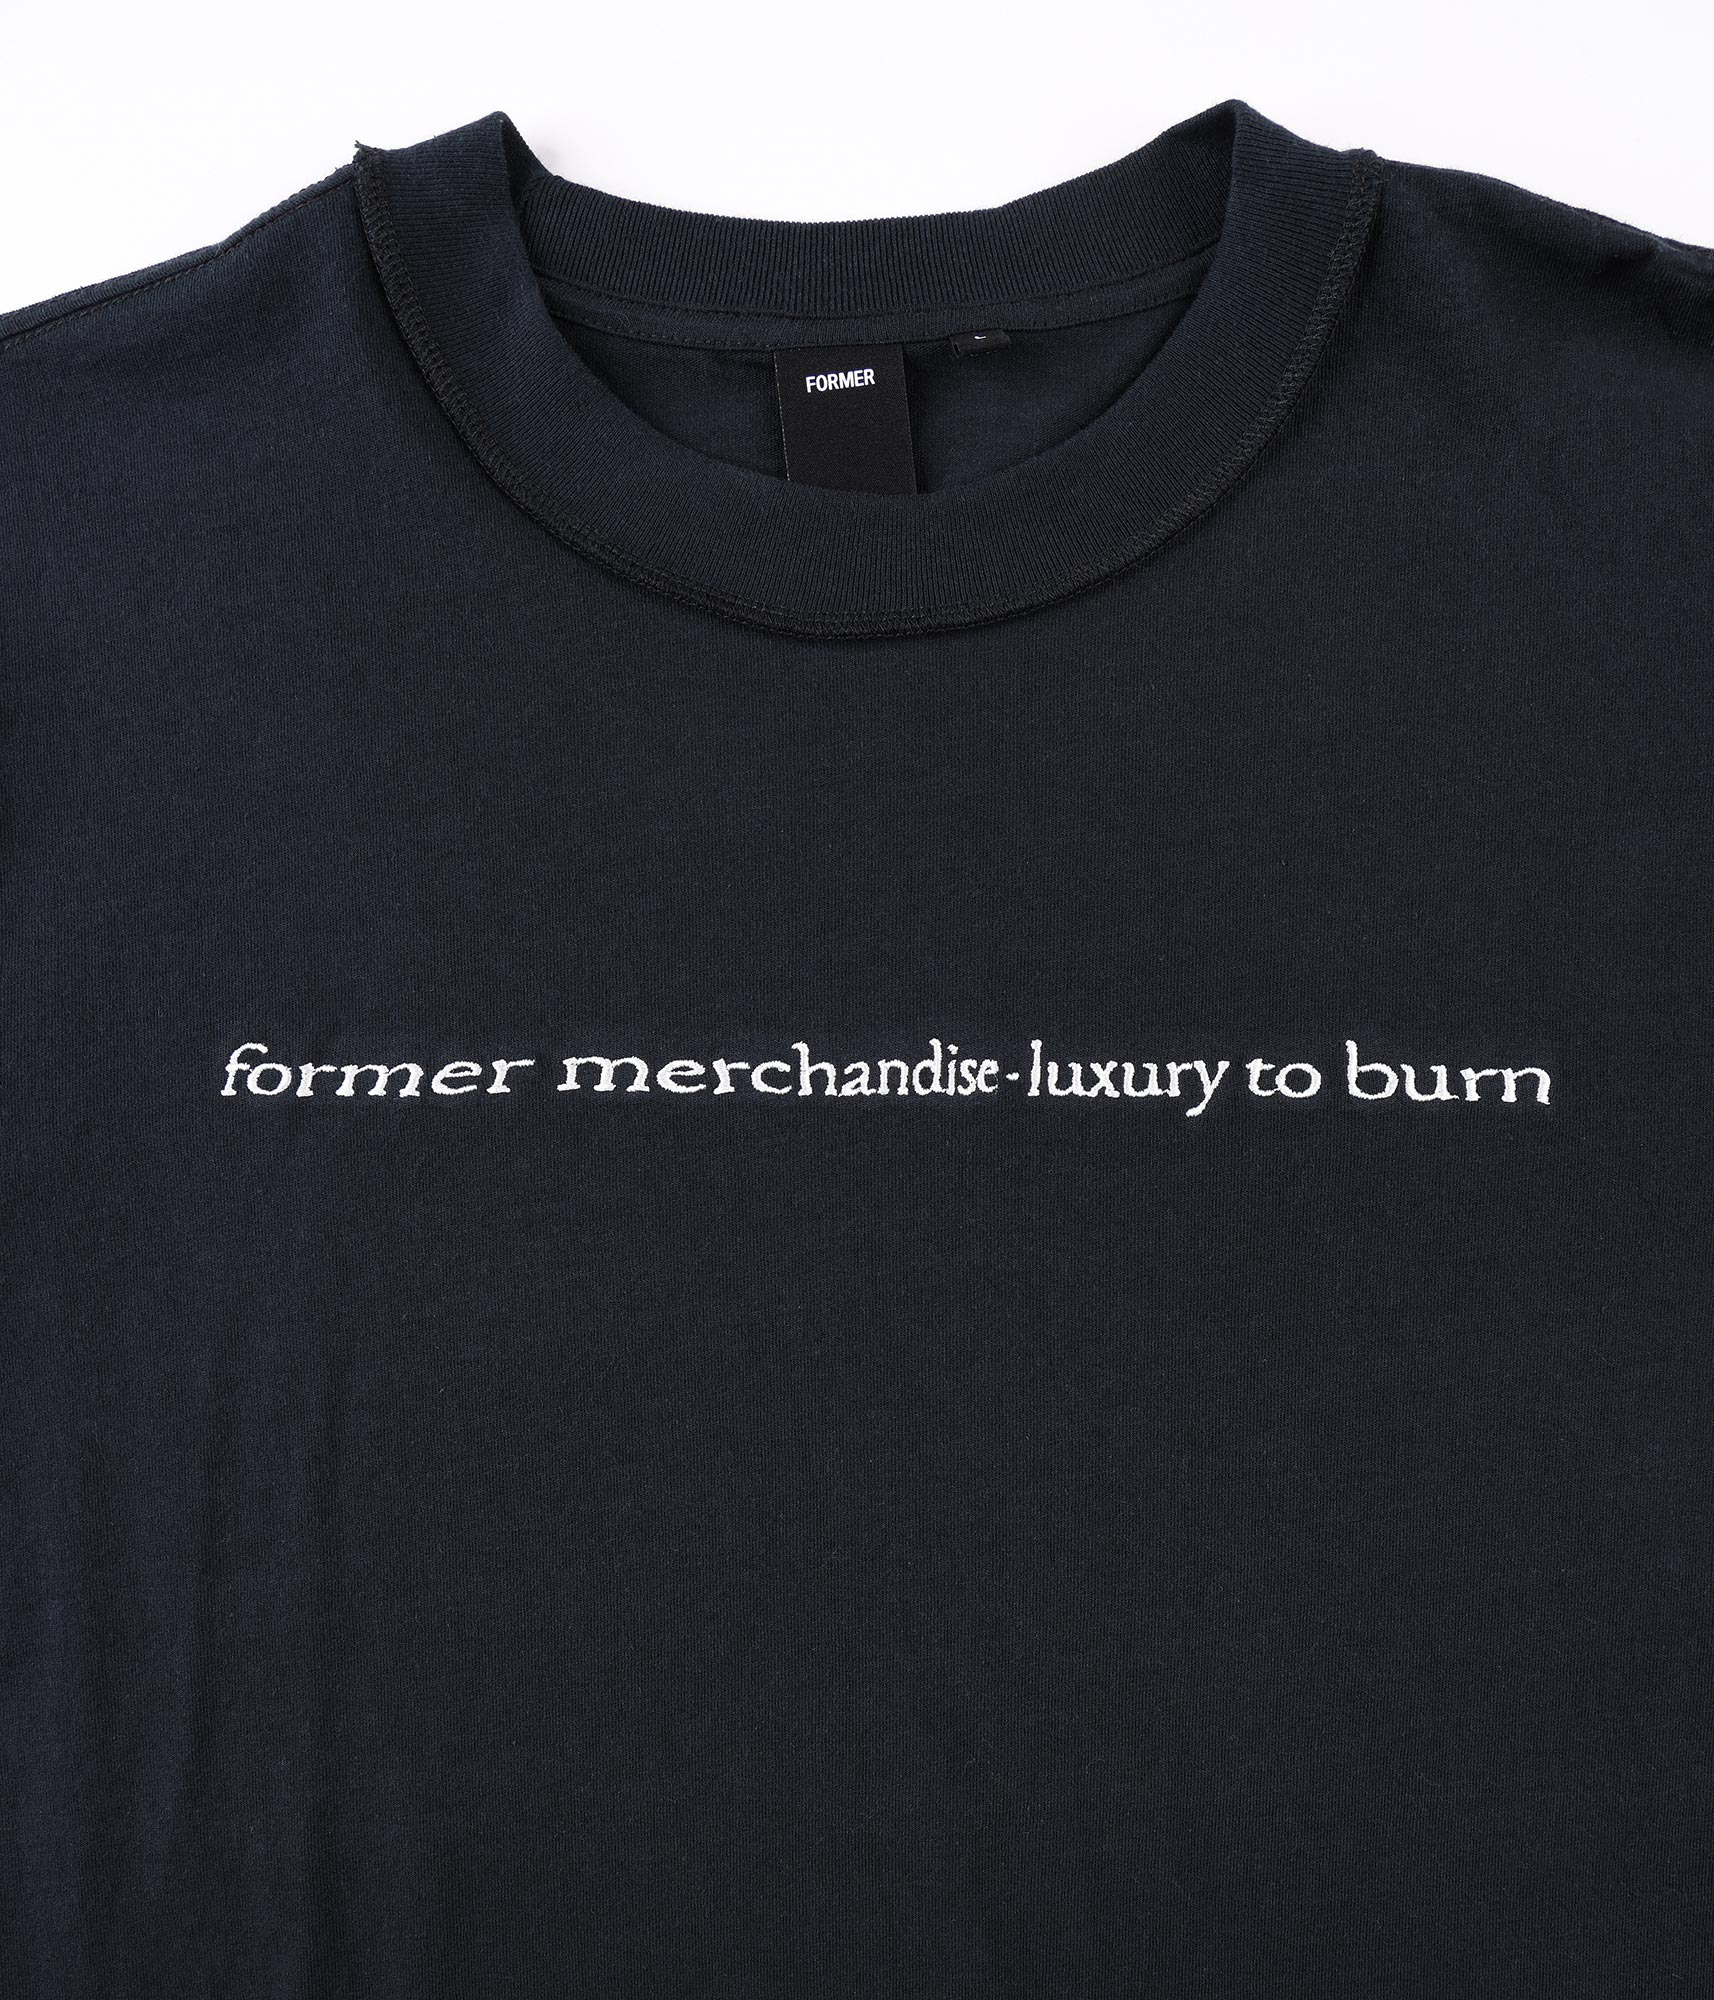 FORMER
L
former merchandise - luxury to burn